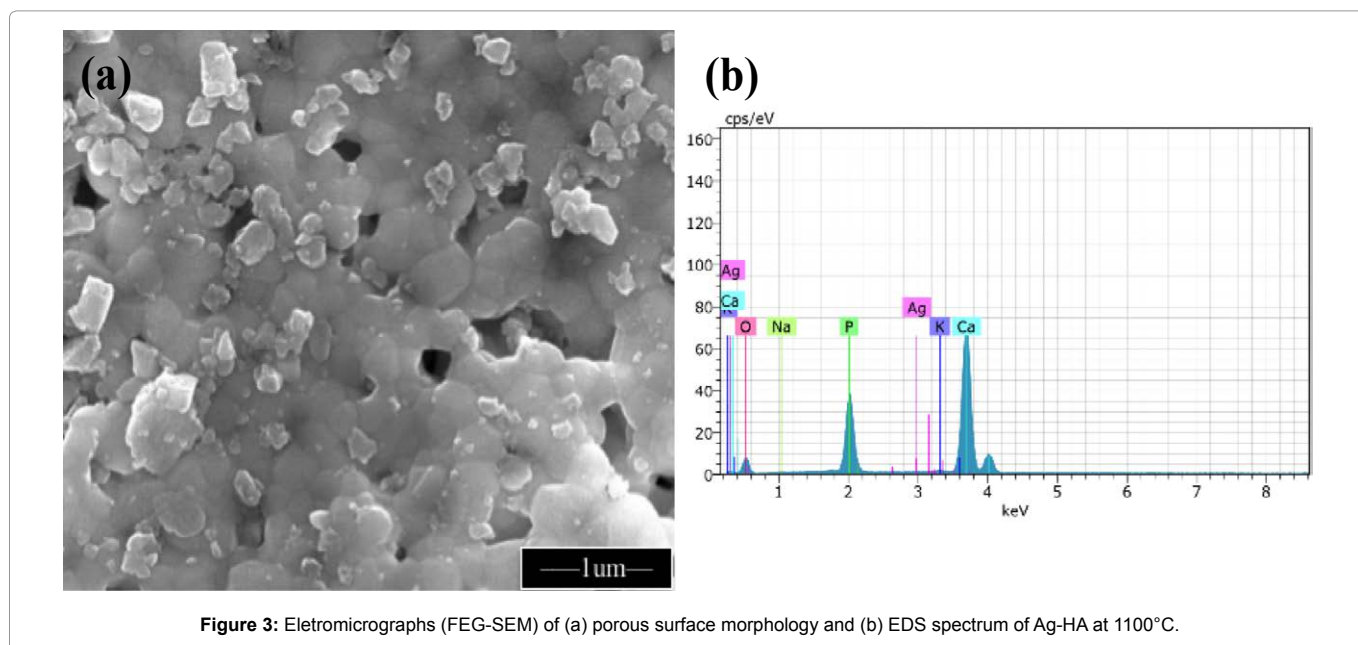 (a)
(b)
cps/eV
160
140
120
100
80
60
40
20
0
Ag
Ca
K
O
Na
P
Ag
K
Ca
1 2 3 4 5 6 7 8
keV
1um
Figure 3: Eletromicrographs (FEG-SEM) of (a) porous surface morphology and (b) EDS spectrum of Ag-HA at 1100°C.